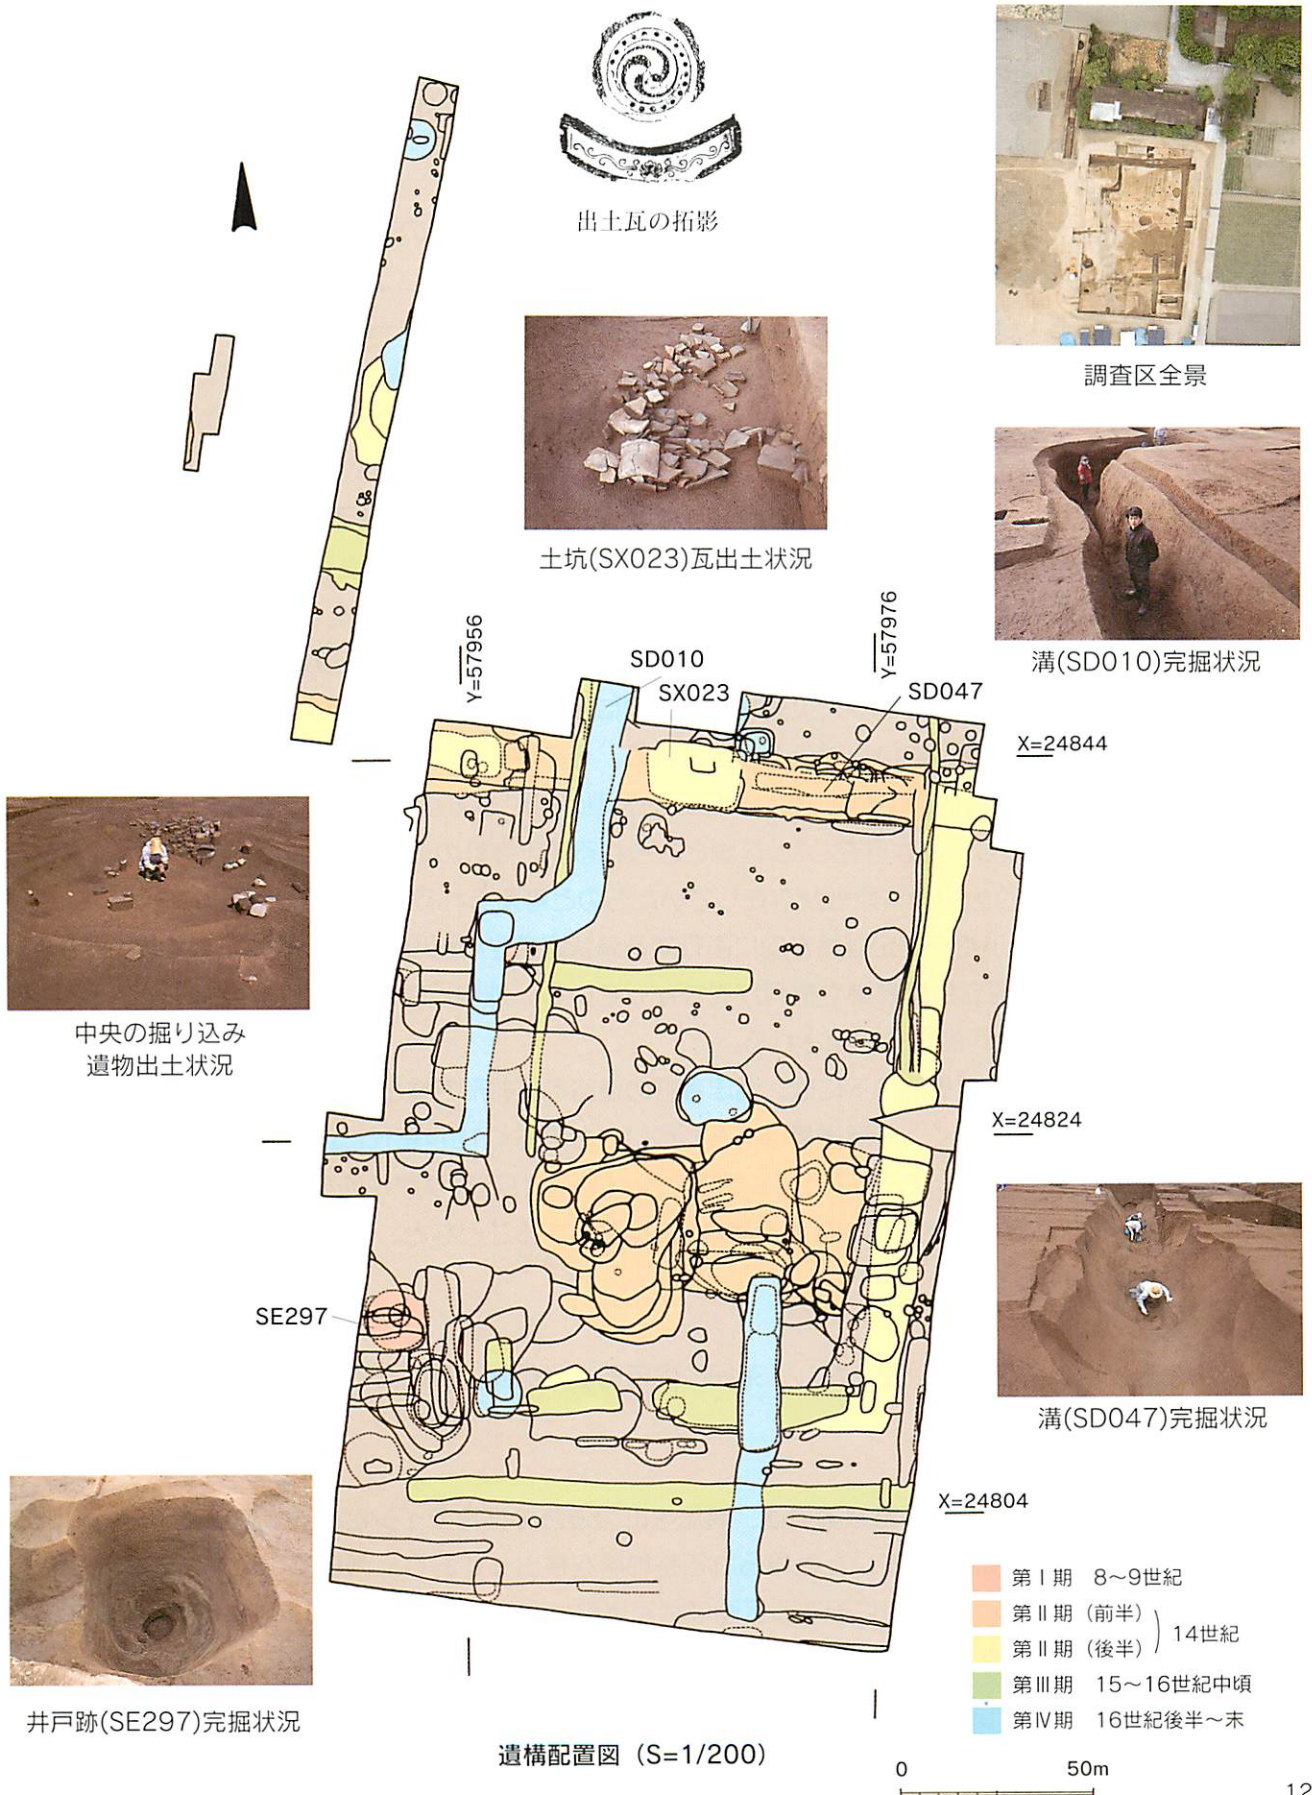 出土瓦の拓影
調査区全景
土坑(SX023)瓦出土状況
溝(SD010)完掘状況
Y=57956
Y=57976
SD010
SX023
SD047
X=24844
中央の掘り込み
遺物出土状況
X=24824
SE297
溝(SD047)完掘状況
X=24804
井戸跡(SE297)完掘状況
第Ⅰ期 8～9世紀
第Ⅱ期（前半）
第Ⅱ期（後半）
14世紀
第Ⅲ期 15～16世紀中頃
第Ⅳ期 16世紀後半～末
遺構配置図（S=1/200）
0 50m
12